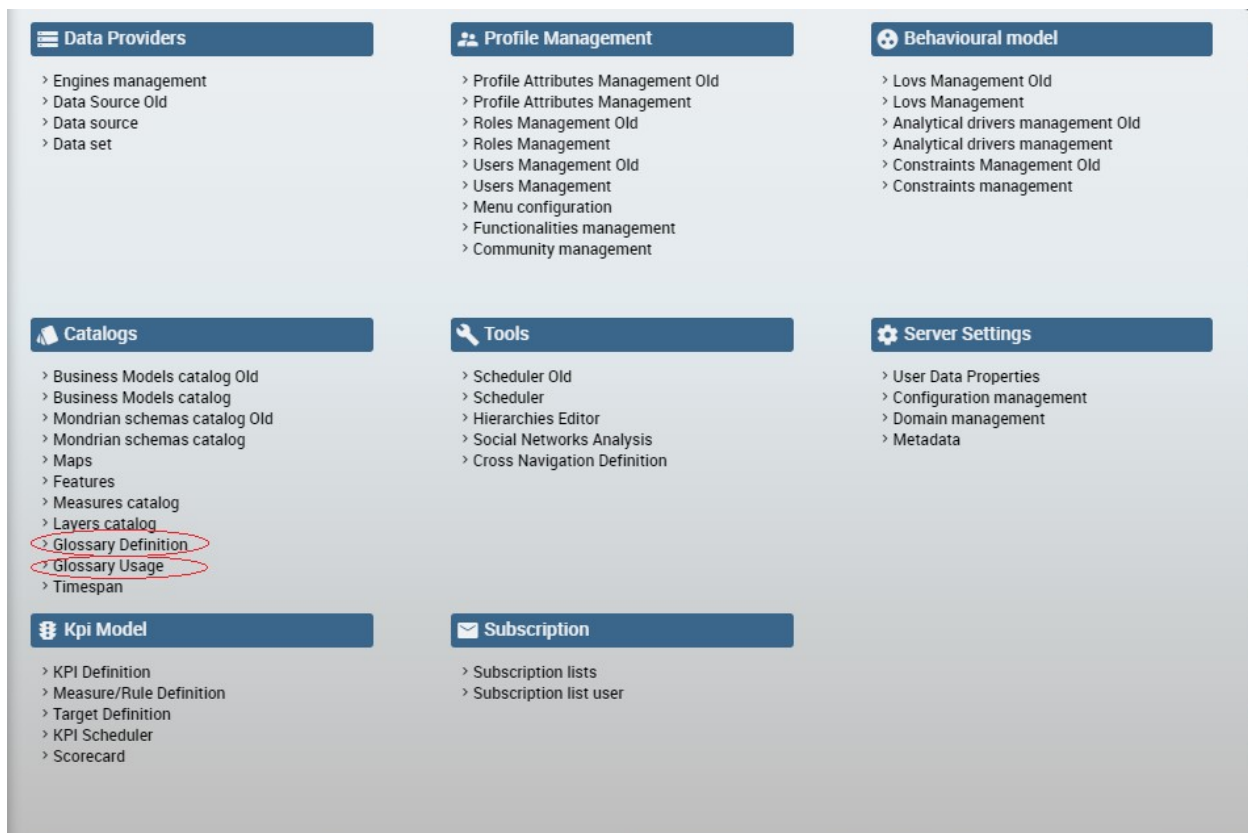 Data Providers
> Engines management
> Data Source Old
> Data source
> Data set
Profile Management
> Profile Attributes Management Old
> Profile Attributes Management
> Roles Management Old
> Roles Management
> Users Management Old
> Users Management
> Menu configuration
> Functionalities management
> Community management
Behavioural model
> Lovs Management Old
> Lovs Management
> Analytical drivers management Old
> Analytical drivers management
> Constraints Management Old
> Constraints management
Catalogs
> Business Models catalog Old
> Business Models catalog
> Mondrian schemas catalog Old
> Mondrian schemas catalog
> Maps
> Features
> Measures catalog
> Layers catalog
> Glossary Definition
> Glossary Usage
> Timespan
Tools
> Scheduler Old
> Scheduler
> Hierarchies Editor
> Social Networks Analysis
> Cross Navigation Definition
Server Settings
> User Data Properties
> Configuration management
> Domain management
> Metadata
Kpi Model
> KPI Definition
> Measure/Rule Definition
> Target Definition
> KPI Scheduler
> Scorecard
Subscription
> Subscription lists
> Subscription list user